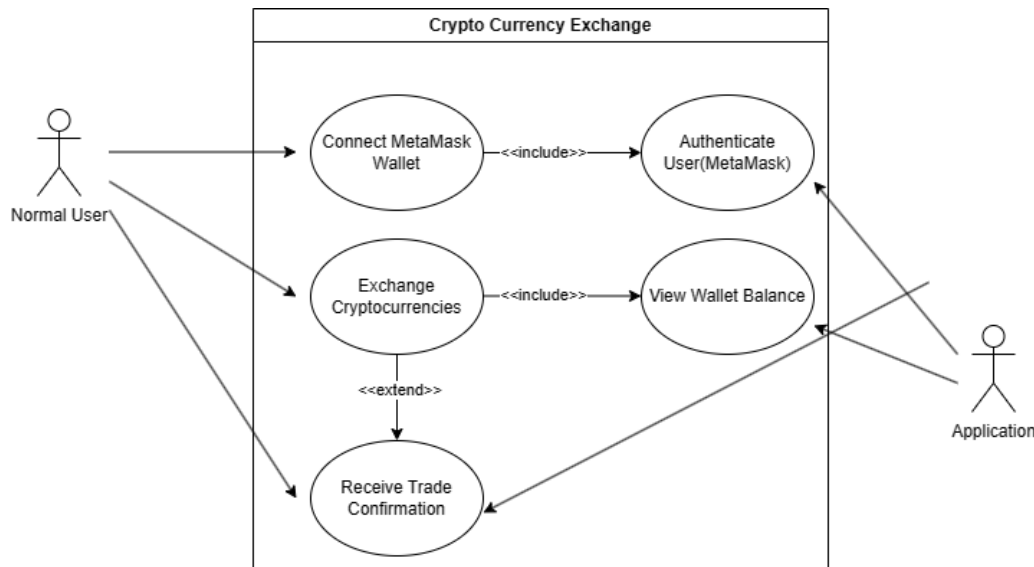 Crypto Currency Exchange
Connect MetaMask
Wallet
<<include>>
Authenticate
User(MetaMask)
Normal User
Exchange
Cryptocurrencies
<<include>>
View Wallet Balance
<<extend>>
Application
Receive Trade
Confirmation